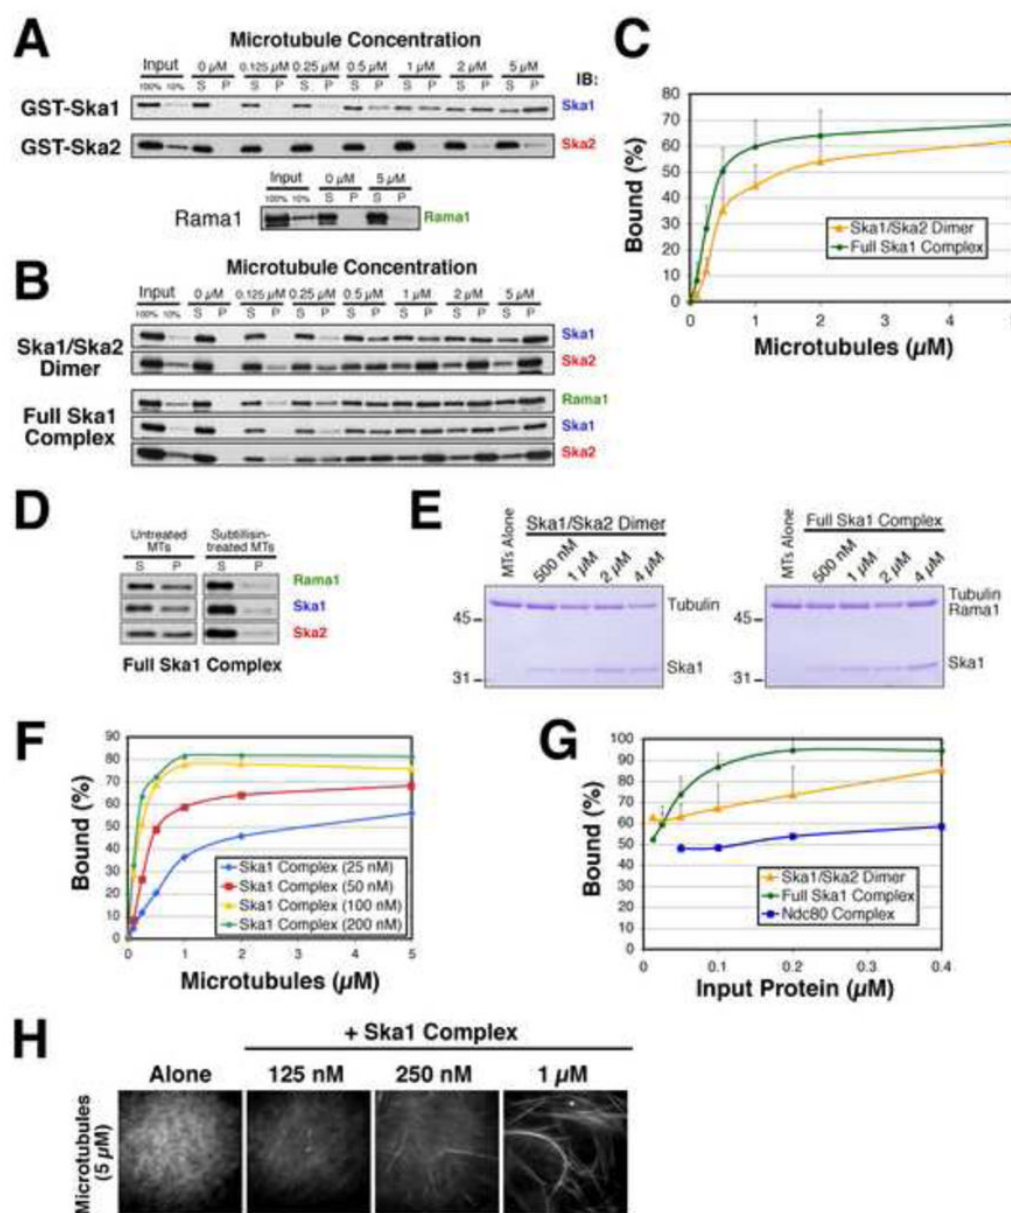 A
Microtubule Concentration
Input 0 µM 0.125 µM 0.25 µM 0.5 µM 1 µM 2 µM 5 µM
100% 10% S P S P S P S P S P S P S P IB:
GST-Ska1 Ska1
GST-Ska2 Ska2
Input 0 µM 5 µM
100% 10% S P S P
Rama1 Rama1
B
Microtubule Concentration
Input 0 µM 0.125 µM 0.25 µM 0.5 µM 1 µM 2 µM 5 µM
100% 10% S P S P S P S P S P S P S P
Ska1/Ska2
Dimer
Ska1
Ska2
Full Ska1
Complex
Rama1
Ska1
Ska2
C
Bound (%)
80
70
60
50
40
30
20
10
0
Ska1/Ska2 Dimer
Full Ska1 Complex
0 1 2 3 4
Microtubules (µM)
D
Untreated
MTs
Subtillisin-
treated MTs
S P S P
Rama1
Ska1
Ska2
Full Ska1 Complex
E
MTs Alone
Ska1/Ska2 Dimer
500 nM 1 µM 2 µM 4 µM
45
31
Tubulin
Ska1
MTs Alone
Full Ska1 Complex
500 nM 1 µM 2 µM 4 µM
45
31
Tubulin
Rama1
Ska1
F
Bound (%)
90
80
70
60
50
40
30
20
10
0
Ska1 Complex (25 nM)
Ska1 Complex (50 nM)
Ska1 Complex (100 nM)
Ska1 Complex (200 nM)
0 1 2 3 4 5
Microtubules (µM)
G
Bound (%)
100
90
80
70
60
50
40
30
20
10
0
Ska1/Ska2 Dimer
Full Ska1 Complex
Ndc80 Complex
0 0.1 0.2 0.3 0.4
Input Protein (µM)
H
+ Ska1 Complex
Alone 125 nM 250 nM 1 µM
Microtubules
(5 µM)